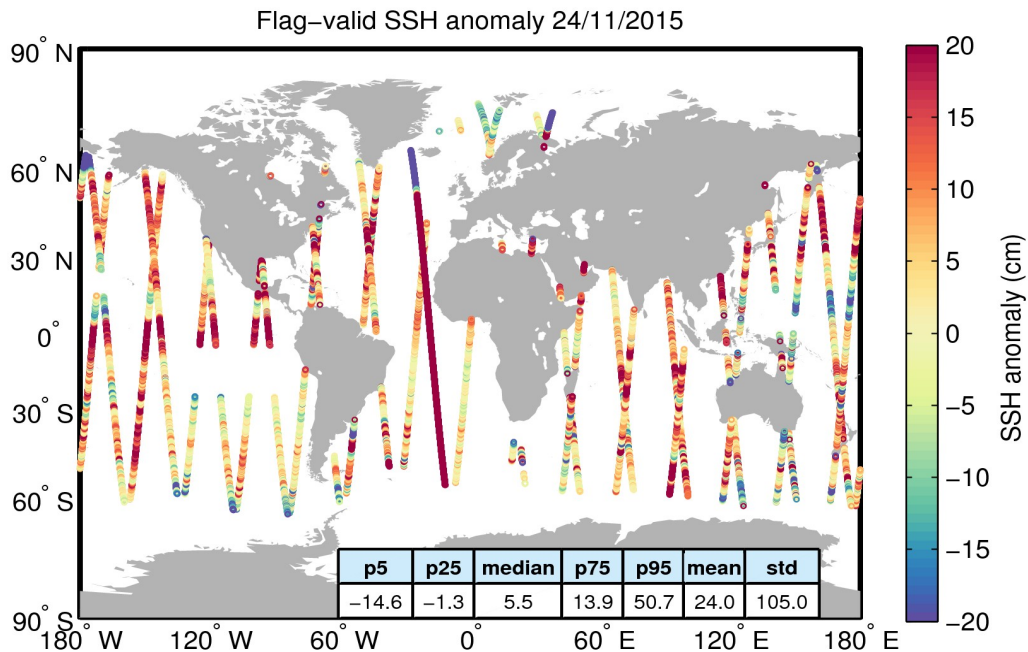 Flag−valid SSH anomaly 24/11/2015
90° N
60° N
30° N
0°
30° S
60° S
90° S
180° W
120° W
60° W
0°
60° E
120° E
180° E
p5 p25 median p75 p95 mean std
−14.6 −1.3 5.5 13.9 50.7 24.0 105.0
20
15
10
5
0
−5
−10
−15
−20
SSH anomaly (cm)